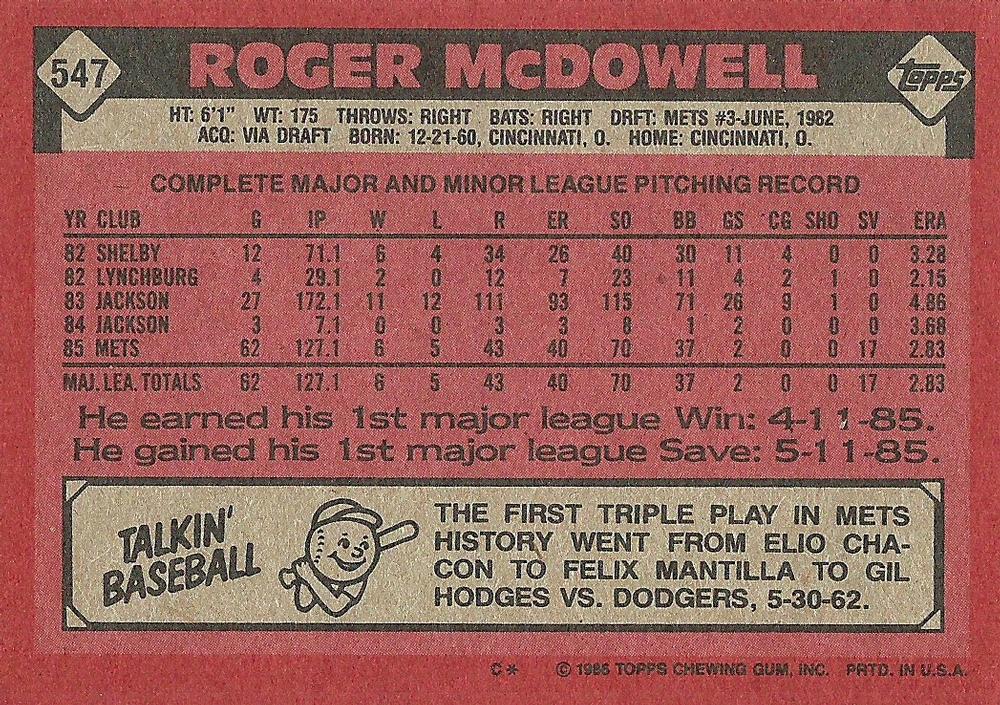 547
ROGER McDOWELL
topps
HT: 6'1" WT: 175 THROWS: RIGHT BATS: RIGHT DRFT: METS #3-JUNE, 1982
ACQ: VIA DRAFT BORN: 12-21-60, CINCINNATI, O. HOME: CINCINNATI, O.
COMPLETE MAJOR AND MINOR LEAGUE PITCHING RECORD
YR CLUB G IP W L R ER SO BB GS CG SHO SV ERA
82 SHELBY 12 71.1 6 4 34 26 40 30 11 4 0 0 3.28
82 LYNCHBURG 4 29.1 2 0 12 7 23 11 4 2 1 0 2.15
83 JACKSON 27 172.1 11 12 111 93 115 71 26 9 1 0 4.86
84 JACKSON 3 7.1 0 0 3 3 8 1 2 0 0 0 3.68
85 METS 62 127.1 6 5 43 40 70 37 2 0 0 17 2.83
MAJ. LEA. TOTALS 62 127.1 6 5 43 40 70 37 2 0 0 17 2.83
He earned his 1st major league Win: 4-11-85.
He gained his 1st major league Save: 5-11-85.
TALKIN'
BASEBALL
THE FIRST TRIPLE PLAY IN METS
HISTORY WENT FROM ELIO CHA-
CON TO FELIX MANTILLA TO GIL
HODGES VS. DODGERS, 5-30-62.
C* © 1986 TOPPS CHEWING GUM, INC. PRTD. IN U.S.A.